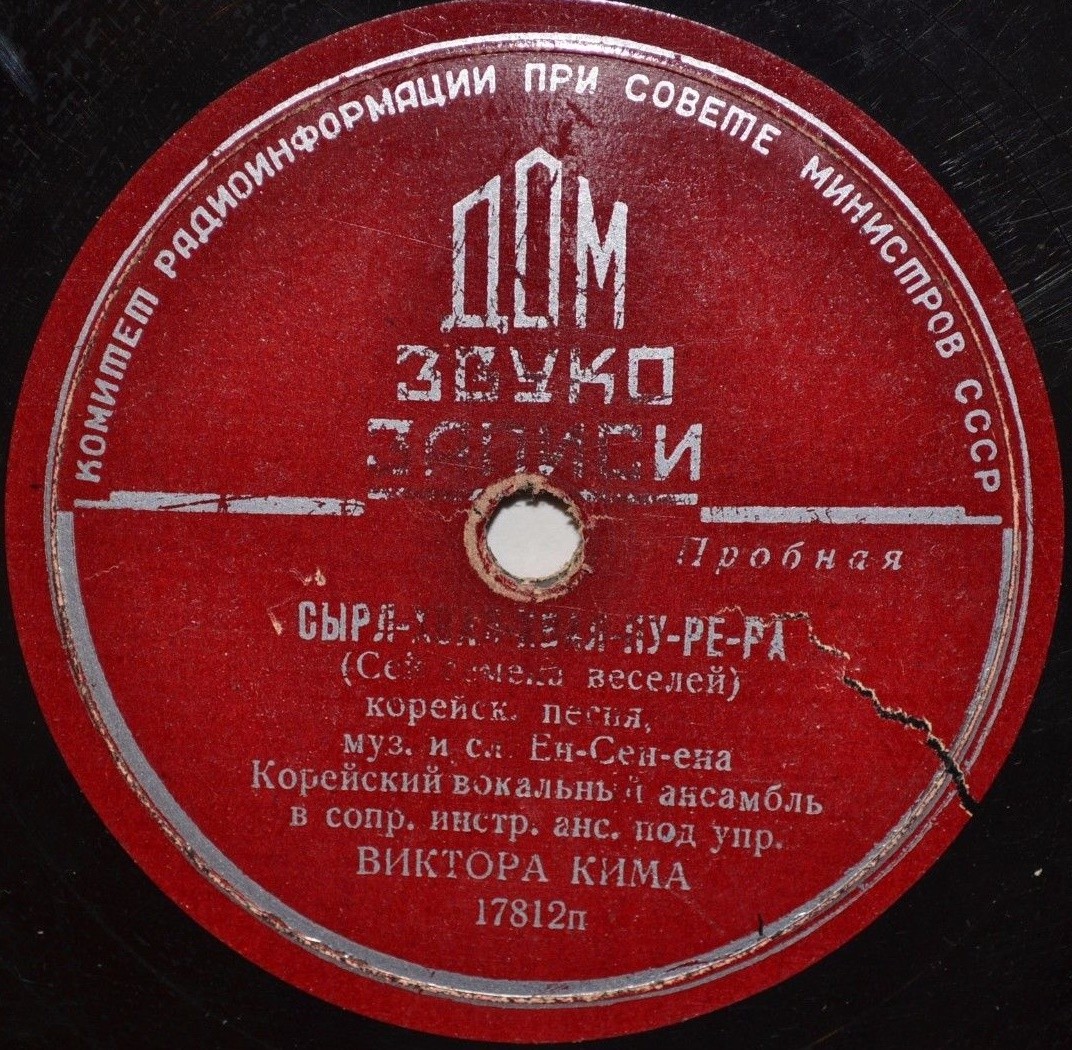 КОМИТЕТ РАДИОИНФОРМАЦИИ ПРИ СОВЕТЕ МИНИСТРОВ СССР
ДОМ
ЗВУКО
ЗАПИСИ
Пробная
веселей)
корейск. песня,
муз. и сл. Ен-Сен-ена
Корейский вокальный ансамбль
в сопр. инстр. анс. под упр.
ВИКТОРА КИМА
17812п